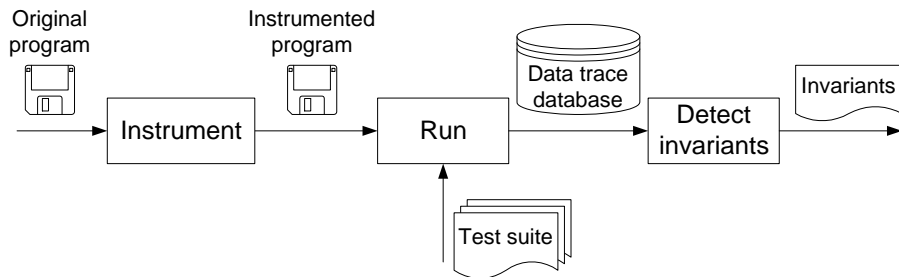 Original
program
Instrumented
program
Data trace
database
Invariants
Instrument
Run
Detect
invariants
Test suite